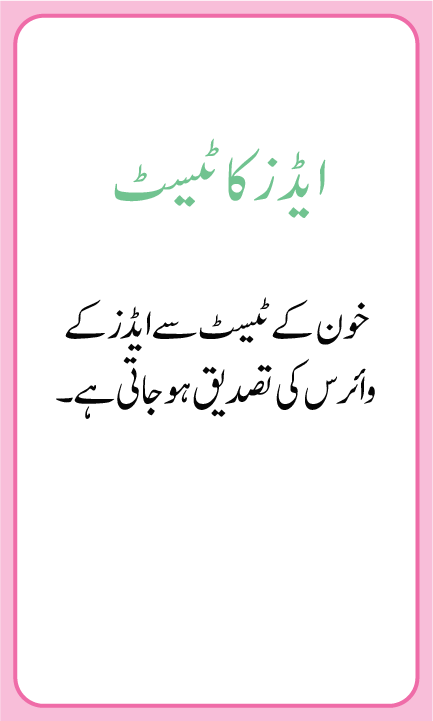 ایڈز کا ٹیسٹ
خون کے ٹیسٹ سے ایڈز کے
وائرس کی تصدیق ہو جاتی ہے۔